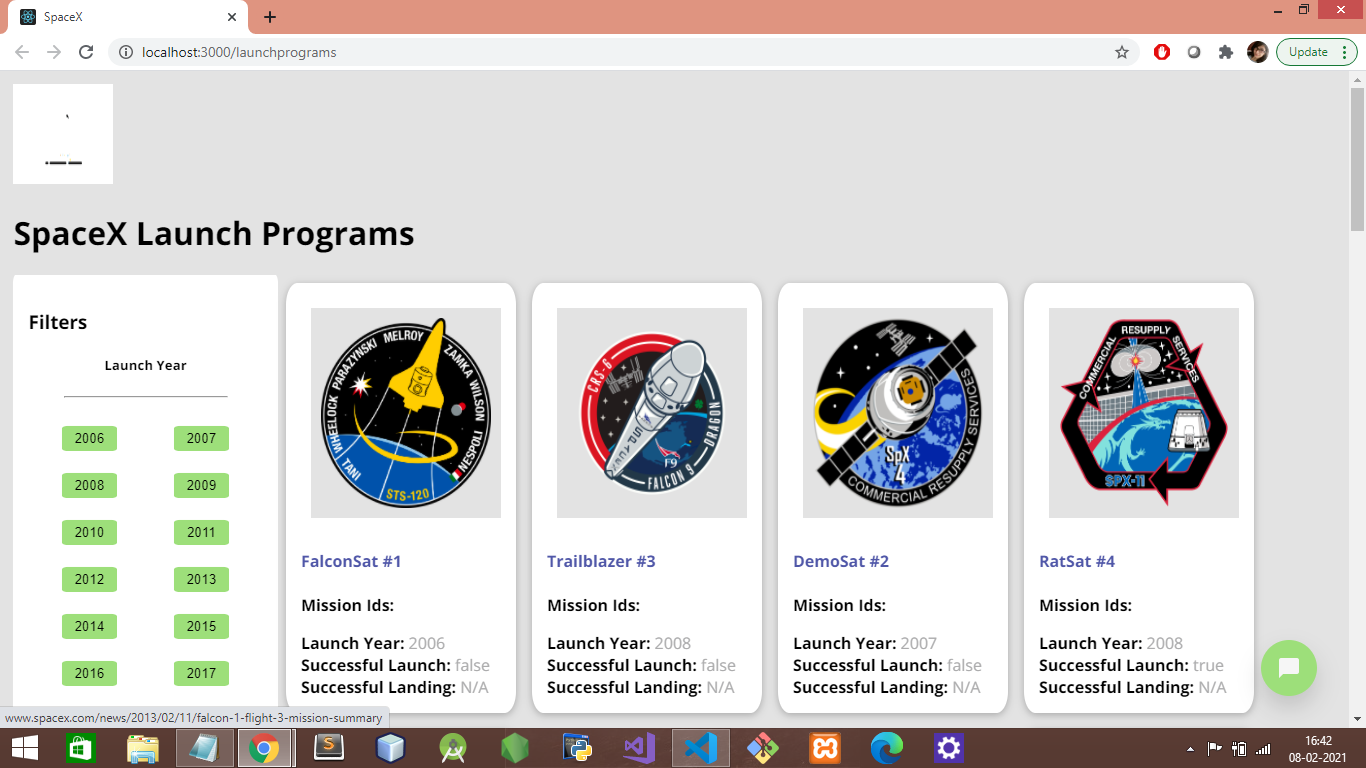 SpaceX
localhost:3000/launchprograms
Update
SpaceX Launch Programs
Filters
Launch Year
2006 2007
2008 2009
2010 2011
2012 2013
2014 2015
2016 2017
WHEELOCK PARAZYNSKI MELROY ZAMKA WILSON NESPOLI TANI
STS-120
FalconSat #1
Mission Ids:
Launch Year: 2006
Successful Launch: false
Successful Landing: N/A
CRS-6
DRAGON
SPACEX
F9
FALCON 9
Trailblazer #3
Mission Ids:
Launch Year: 2008
Successful Launch: false
Successful Landing: N/A
SpX
4
COMMERCIAL RESUPPLY SERVICES
DemoSat #2
Mission Ids:
Launch Year: 2007
Successful Launch: false
Successful Landing: N/A
COMMERCIAL RESUPPLY SERVICES
SPX-11
RatSat #4
Mission Ids:
Launch Year: 2008
Successful Launch: true
Successful Landing: N/A
www.spacex.com/news/2013/02/11/falcon-1-flight-3-mission-summary
16:42
08-02-2021